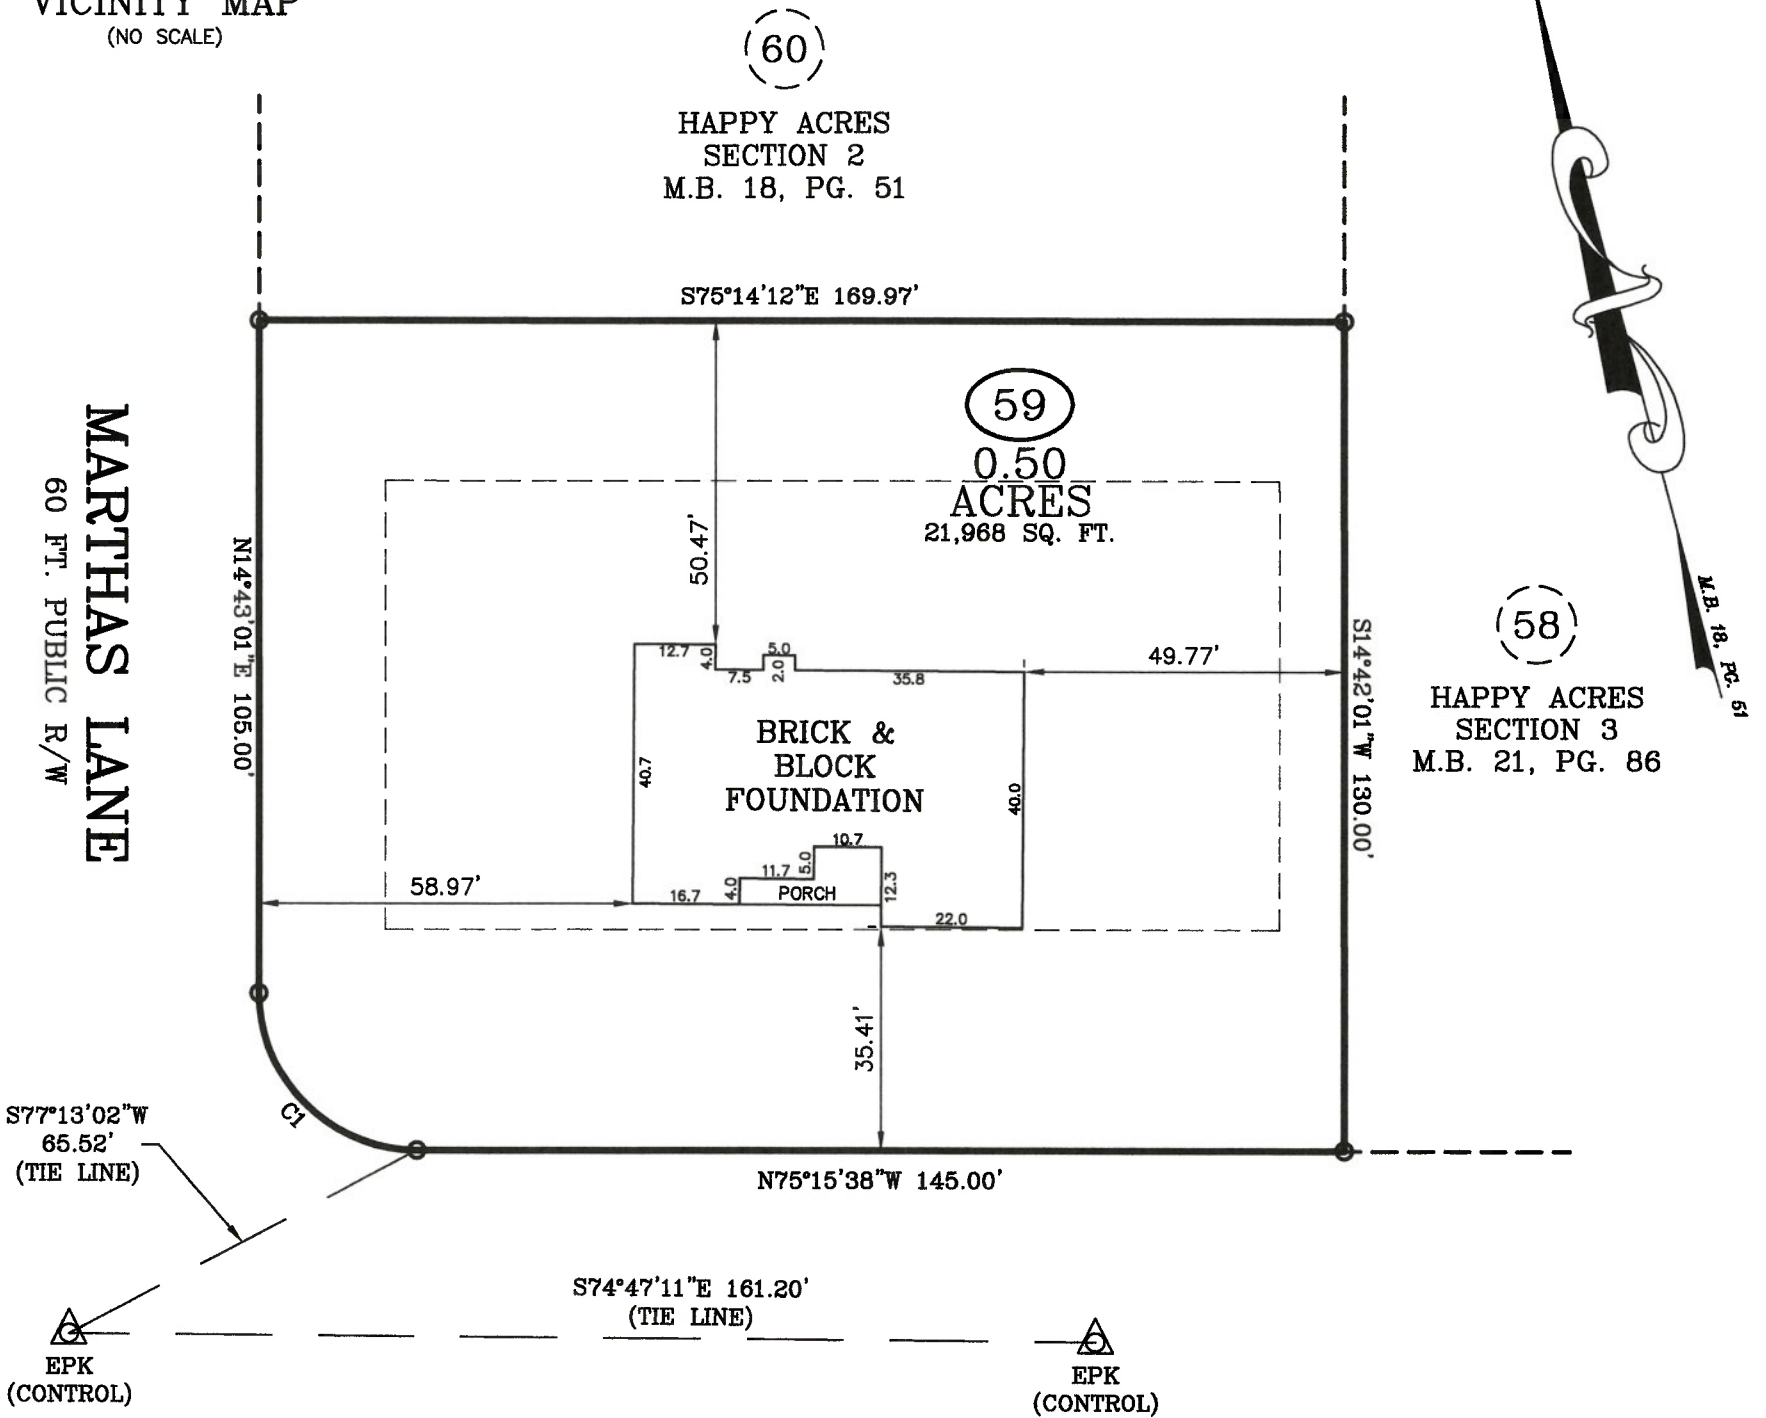 VICINITY MAP
(NO SCALE)
60
HAPPY ACRES
SECTION 2
M.B. 18, PG. 51
S75°14'12"E 169.97'
59
0.50
ACRES
21,968 SQ. FT.
MARTHAS LANE
60 FT. PUBLIC R/W
N14°43'01"E 105.00'
50.47'
12.7
4.0
7.5
5.0
2.0
35.8
49.77'
S14°42'01"W 130.00'
58
HAPPY ACRES
SECTION 3
M.B. 21, PG. 86
M.B. 18, PG. 51
BRICK &
BLOCK
FOUNDATION
40.7
40.0
10.7
5.0
11.7
4.0
PORCH
12.3
16.7
22.0
58.97'
35.41'
C1
S77°13'02"W
65.52'
(TIE LINE)
N75°15'38"W 145.00'
S74°47'11"E 161.20'
(TIE LINE)
EPK
(CONTROL)
EPK
(CONTROL)